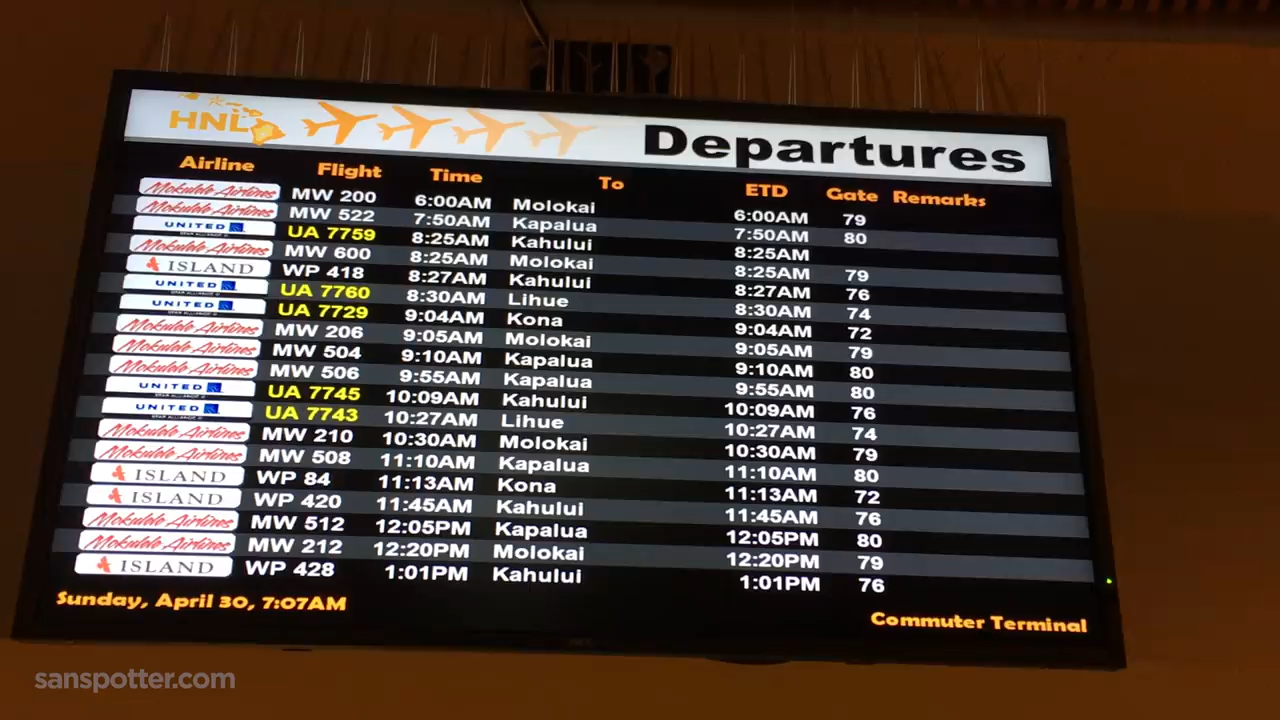 HNL Departures
Airline Flight Time To ETD Gate Remarks
Mokulele Airlines MW 200 6:00AM Molokai 6:00AM 79
Mokulele Airlines MW 522 7:50AM Kapalua 7:50AM 80
UNITED UA 7759 8:25AM Kahului 8:25AM
Mokulele Airlines MW 600 8:25AM Molokai 8:25AM 79
ISLAND WP 418 8:27AM Kahului 8:27AM 76
UNITED UA 7760 8:30AM Lihue 8:30AM 74
UNITED UA 7729 9:04AM Kona 9:04AM 72
Mokulele Airlines MW 206 9:05AM Molokai 9:05AM 79
Mokulele Airlines MW 504 9:10AM Kapalua 9:10AM 80
Mokulele Airlines MW 506 9:55AM Kapalua 9:55AM 80
UNITED UA 7745 10:09AM Kahului 10:09AM 76
UNITED UA 7743 10:27AM Lihue 10:27AM 74
Mokulele Airlines MW 210 10:30AM Molokai 10:30AM 79
Mokulele Airlines MW 508 11:10AM Kapalua 11:10AM 80
ISLAND WP 84 11:13AM Kona 11:13AM 72
ISLAND WP 420 11:45AM Kahului 11:45AM 76
Mokulele Airlines MW 512 12:05PM Kapalua 12:05PM 80
Mokulele Airlines MW 212 12:20PM Molokai 12:20PM 79
ISLAND WP 428 1:01PM Kahului 1:01PM 76
Sunday, April 30, 7:07AM Commuter Terminal
sanspotter.com